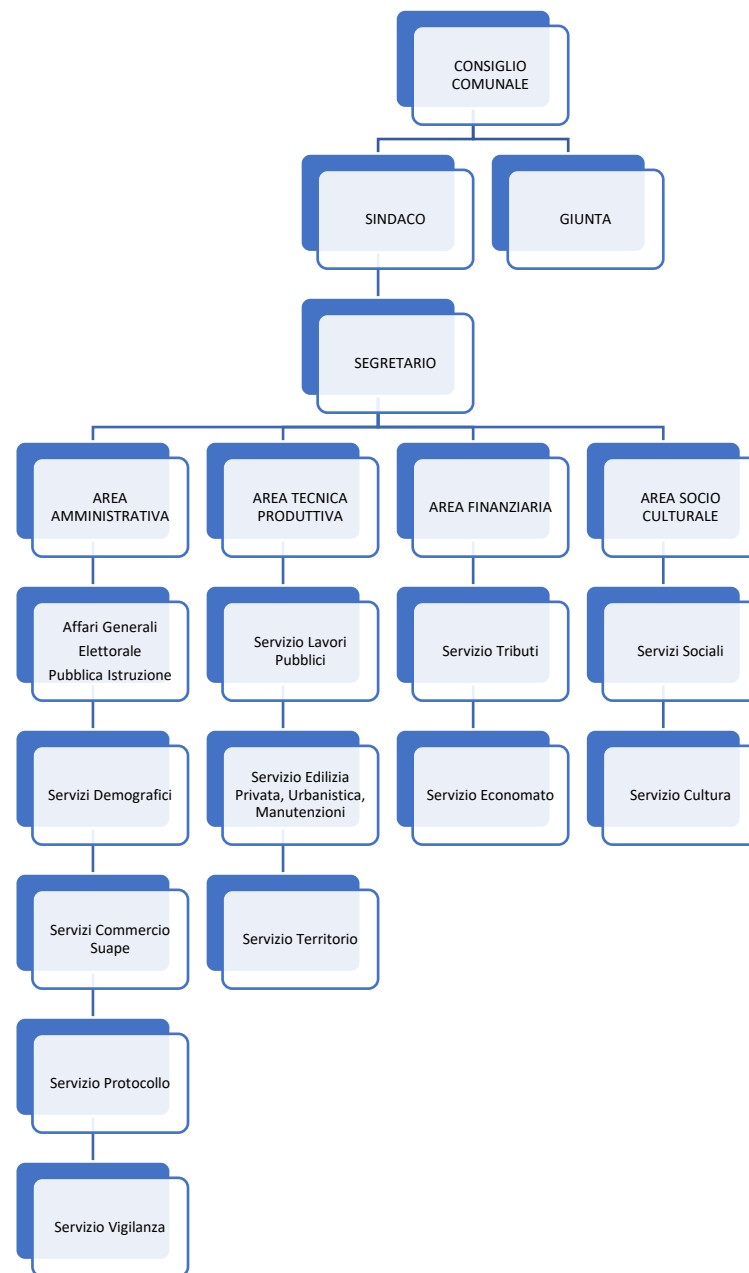 CONSIGLIO
COMUNALE
SINDACO
GIUNTA
SEGRETARIO
AREA
AMMINISTRATIVA
AREA TECNICA
PRODUTTIVA
AREA FINANZIARIA
AREA SOCIO
CULTURALE
Affari Generali
Elettorale
Pubblica Istruzione
Servizio Lavori
Pubblici
Servizio Tributi
Servizi Sociali
Servizi Demografici
Servizio Edilizia
Privata, Urbanistica,
Manutenzioni
Servizio Economato
Servizio Cultura
Servizi Commercio
Suape
Servizio Territorio
Servizio Protocollo
Servizio Vigilanza